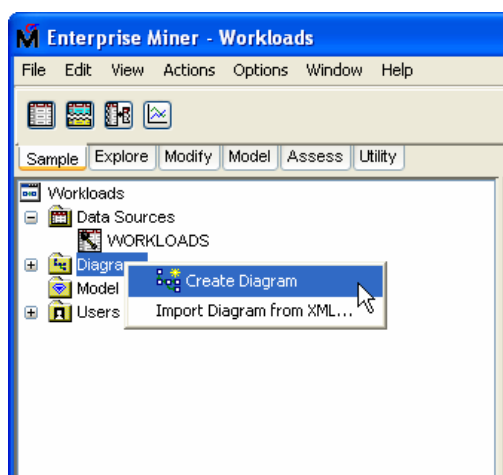 Enterprise Miner - Workloads
File Edit View Actions Options Window Help
Sample Explore Modify Model Assess Utility
Workloads
Data Sources
WORKLOADS
Diagra
Create Diagram
Model
Import Diagram from XML...
Users